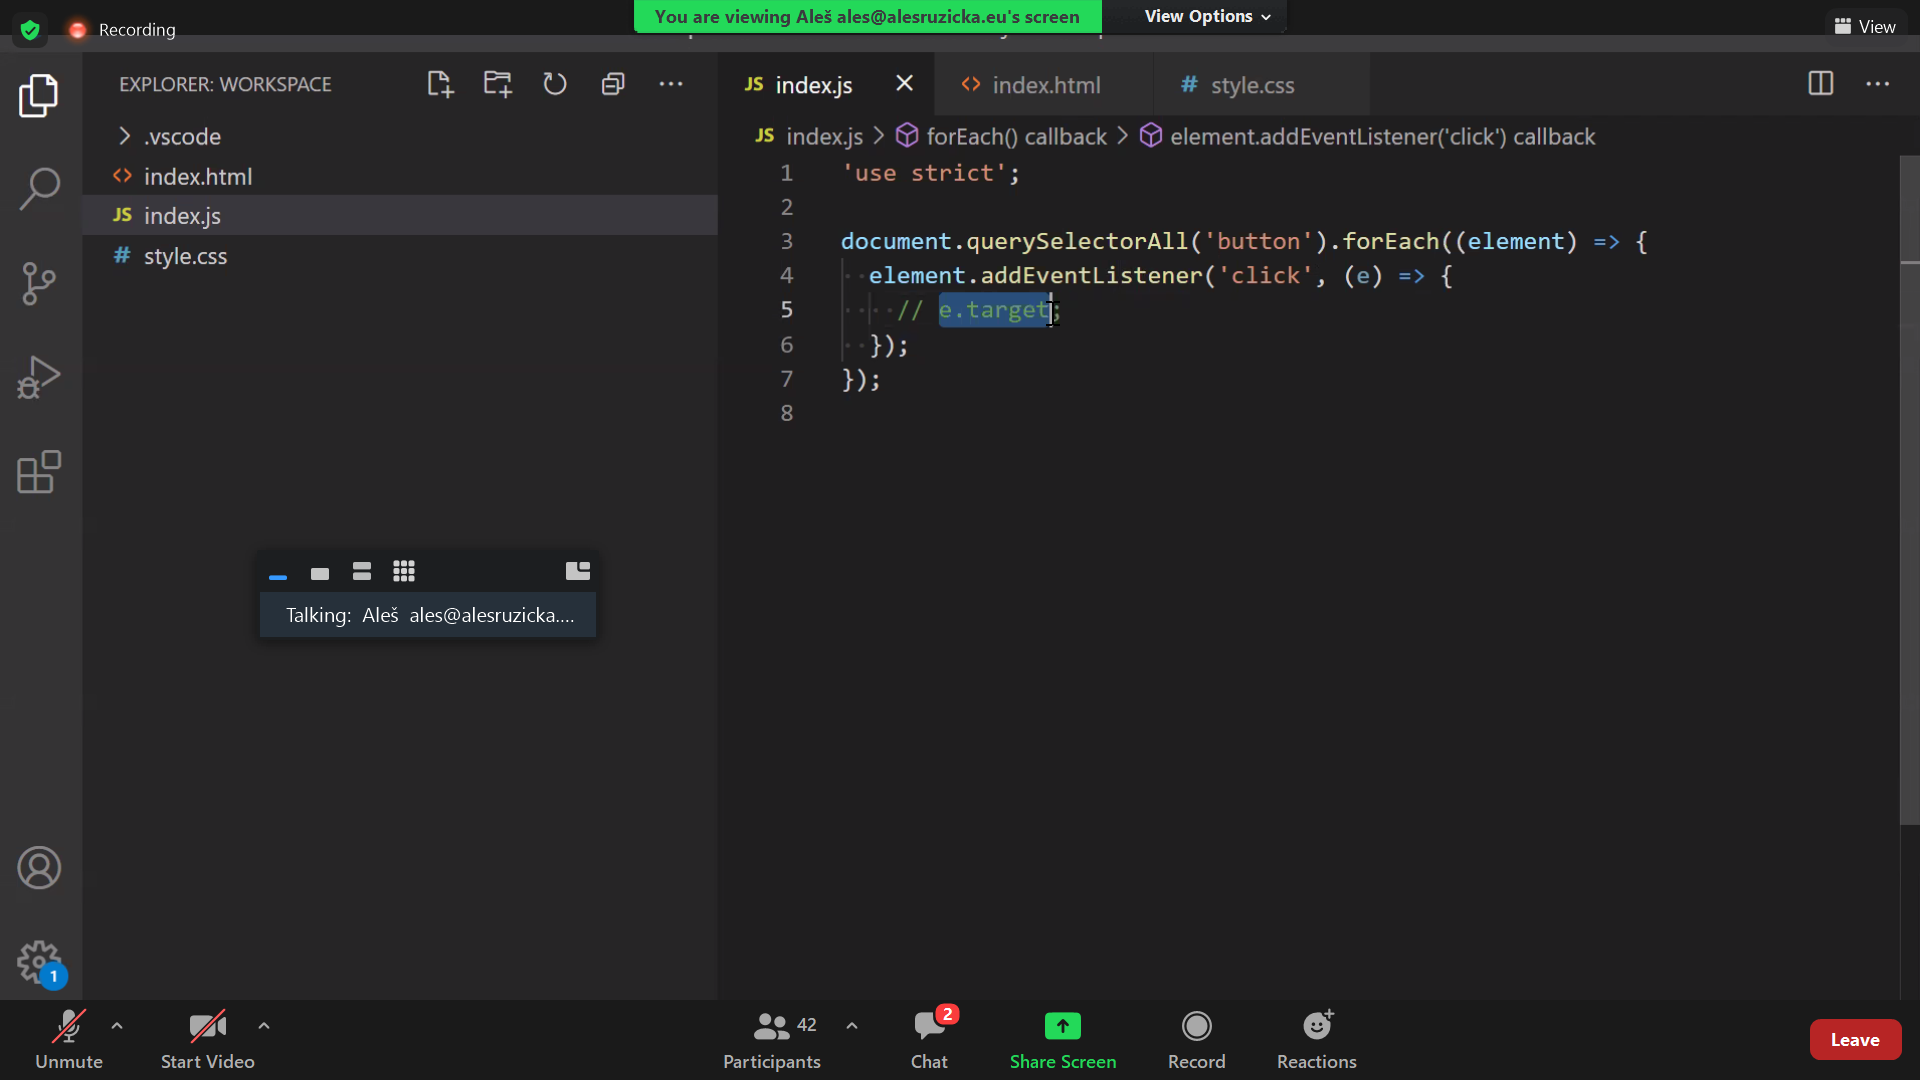 Recording
You are viewing Aleš ales@alesruzicka.eu's screen
View Options
View
EXPLORER: WORKSPACE
.vscode
index.html
JS index.js
# style.css
JS index.js
index.html
# style.css
JS index.js > forEach() callback > element.addEventListener('click') callback
1 'use strict';
2
3 document.querySelectorAll('button').forEach((element) => {
4 element.addEventListener('click', (e) => {
5 // e.target;
6 });
7 });
8
Talking: Aleš ales@alesruzicka....
1
Unmute
Start Video
42
Participants
2
Chat
Share Screen
Record
Reactions
Leave